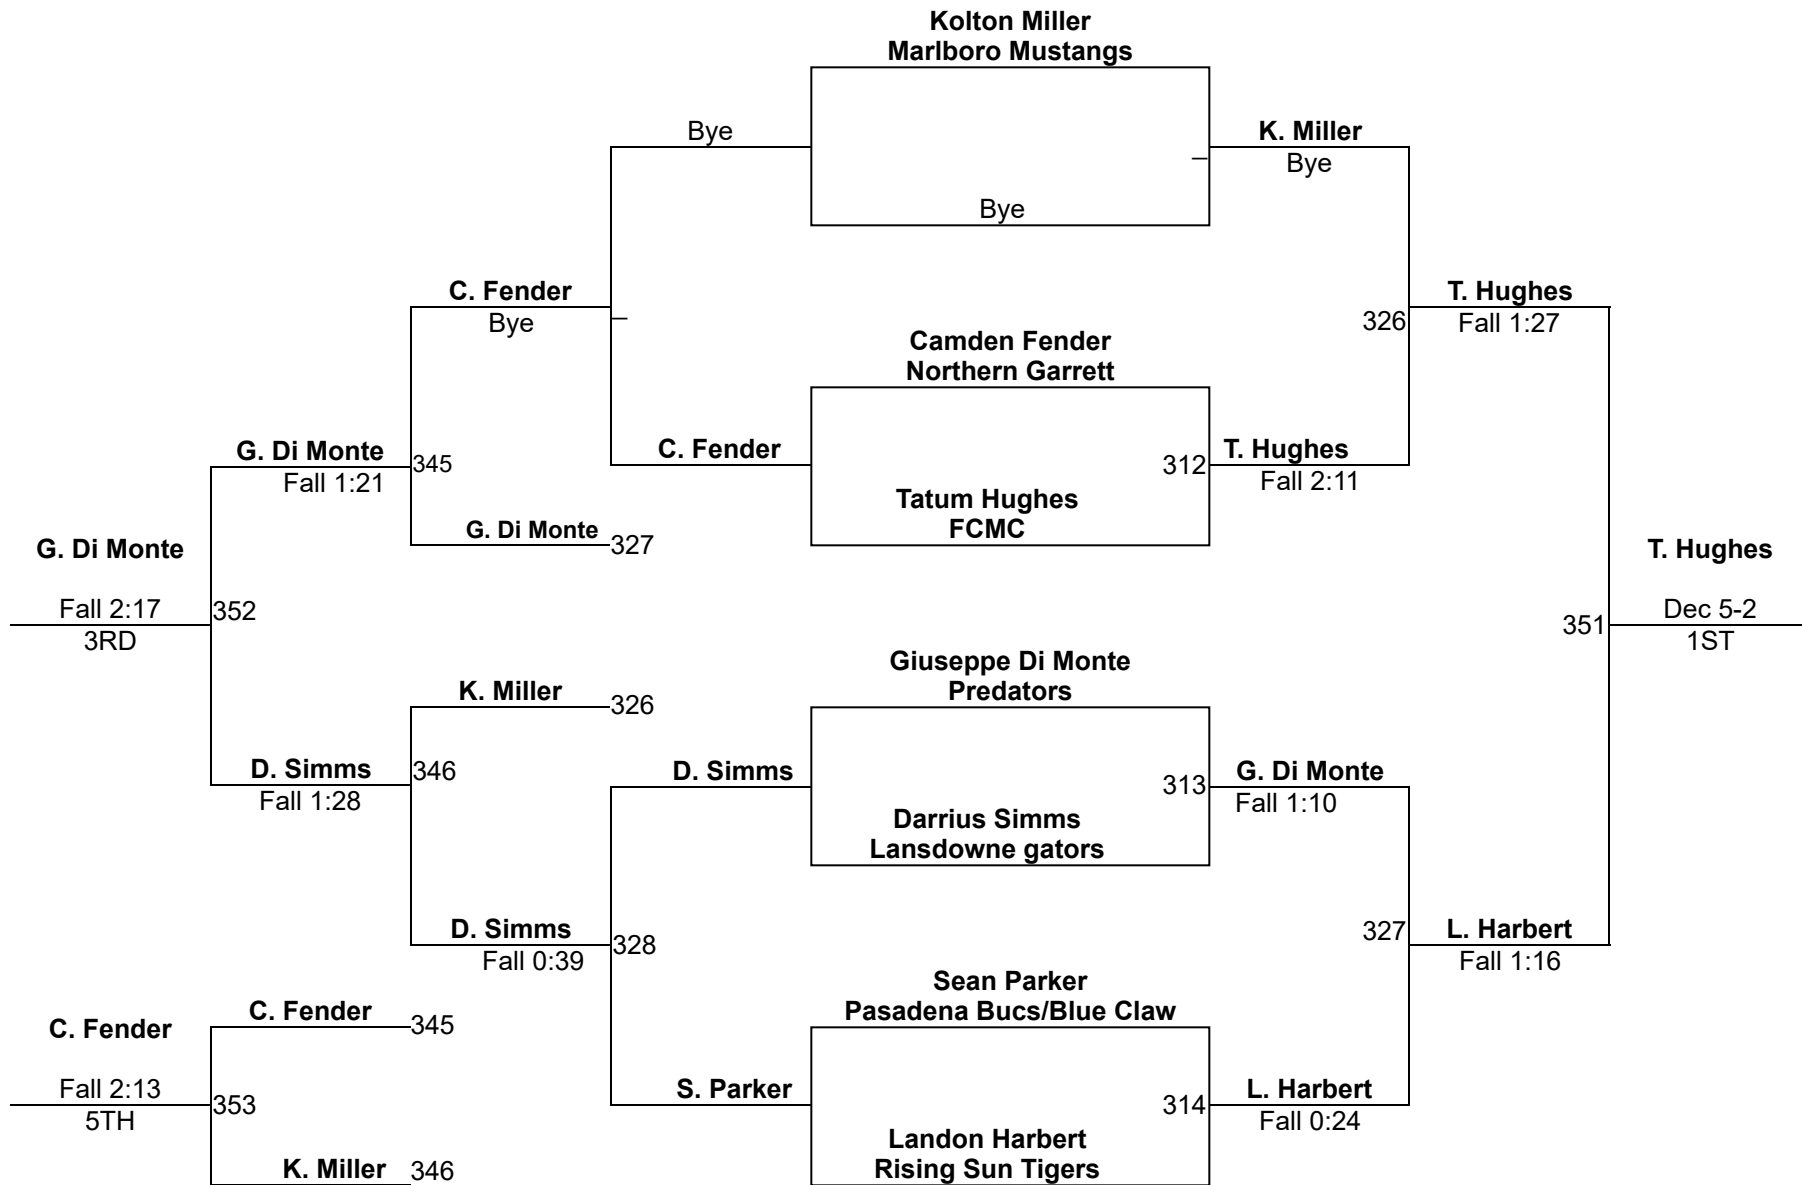 Kolton Miller
Marlboro Mustangs
Bye
K. Miller
Bye
Bye
C. Fender
Bye
T. Hughes
Fall 1:27
326
Camden Fender
Northern Garrett
G. Di Monte
Fall 1:21
345
C. Fender
312
T. Hughes
Fall 2:11
Tatum Hughes
FCMC
G. Di Monte
327
G. Di Monte
Fall 2:17
3RD
352
T. Hughes
Dec 5-2
1ST
351
Giuseppe Di Monte
Predators
K. Miller
326
D. Simms
Fall 1:28
346
D. Simms
313
G. Di Monte
Fall 1:10
Darrius Simms
Lansdowne gators
D. Simms
Fall 0:39
328
327
L. Harbert
Fall 1:16
Sean Parker
Pasadena Bucs/Blue Claw
C. Fender
345
C. Fender
Fall 2:13
5TH
353
S. Parker
314
L. Harbert
Fall 0:24
Landon Harbert
Rising Sun Tigers
K. Miller
346